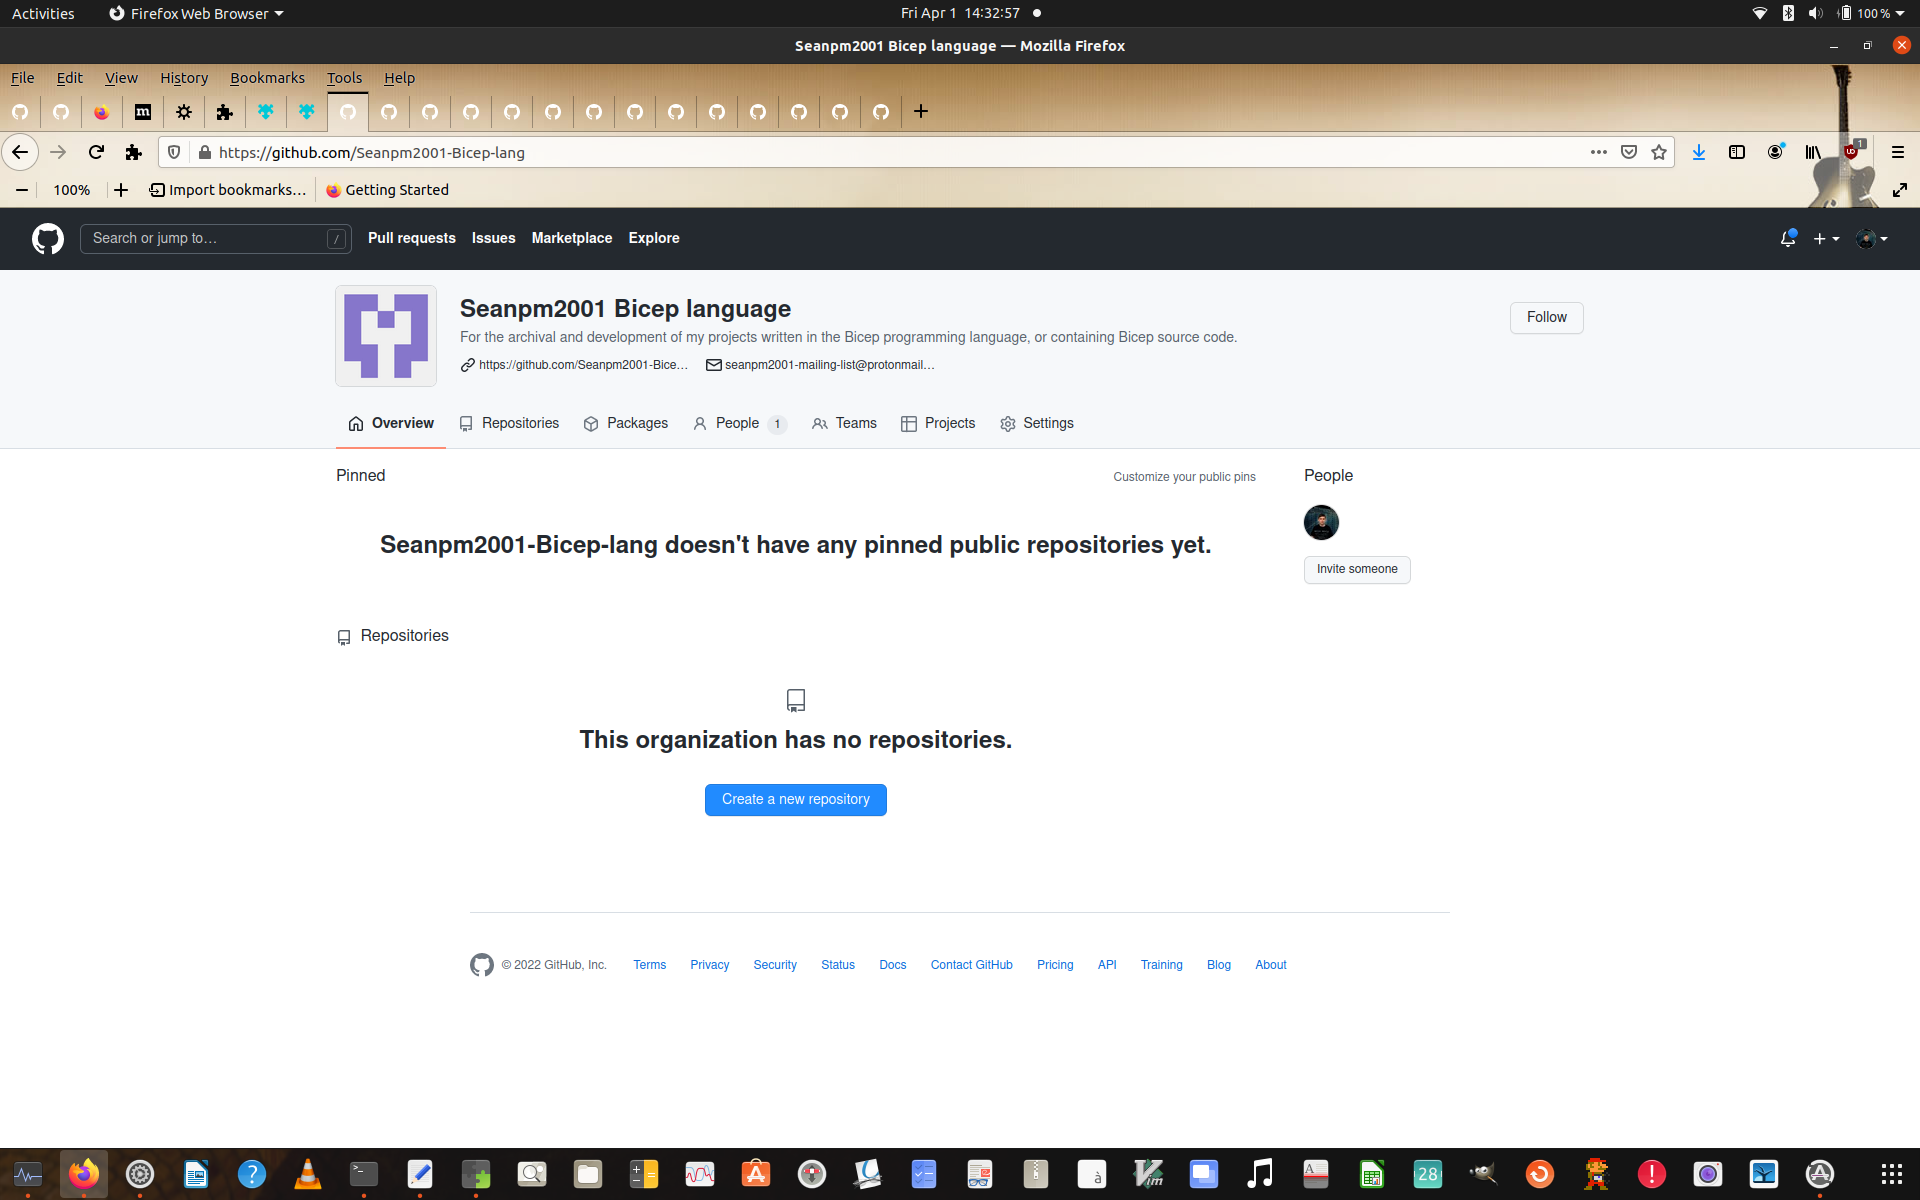 Activities Firefox Web Browser Fri Apr 1 14:32:57 100 %
Seanpm2001 Bicep language — Mozilla Firefox
File Edit View History Bookmarks Tools Help
https://github.com/Seanpm2001-Bicep-lang 1
100% Import bookmarks… Getting Started
Search or jump to… / Pull requests Issues Marketplace Explore
Seanpm2001 Bicep language
Follow
For the archival and development of my projects written in the Bicep programming language, or containing Bicep source code.
https://github.com/Seanpm2001-Bice… seanpm2001-mailing-list@protonmail…
Overview Repositories Packages People 1 Teams Projects Settings
Pinned Customize your public pins People
Seanpm2001-Bicep-lang doesn't have any pinned public repositories yet.
Invite someone
Repositories
This organization has no repositories.
Create a new repository
© 2022 GitHub, Inc. Terms Privacy Security Status Docs Contact GitHub Pricing API Training Blog About
28